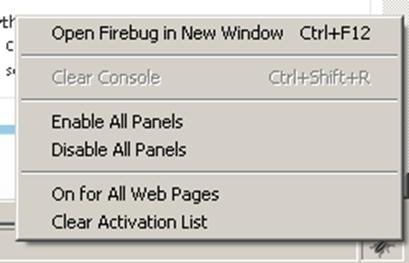 Open Firebug in New Window Ctrl+F12
Clear Console Ctrl+Shift+R
Enable All Panels
Disable All Panels
On for All Web Pages
Clear Activation List